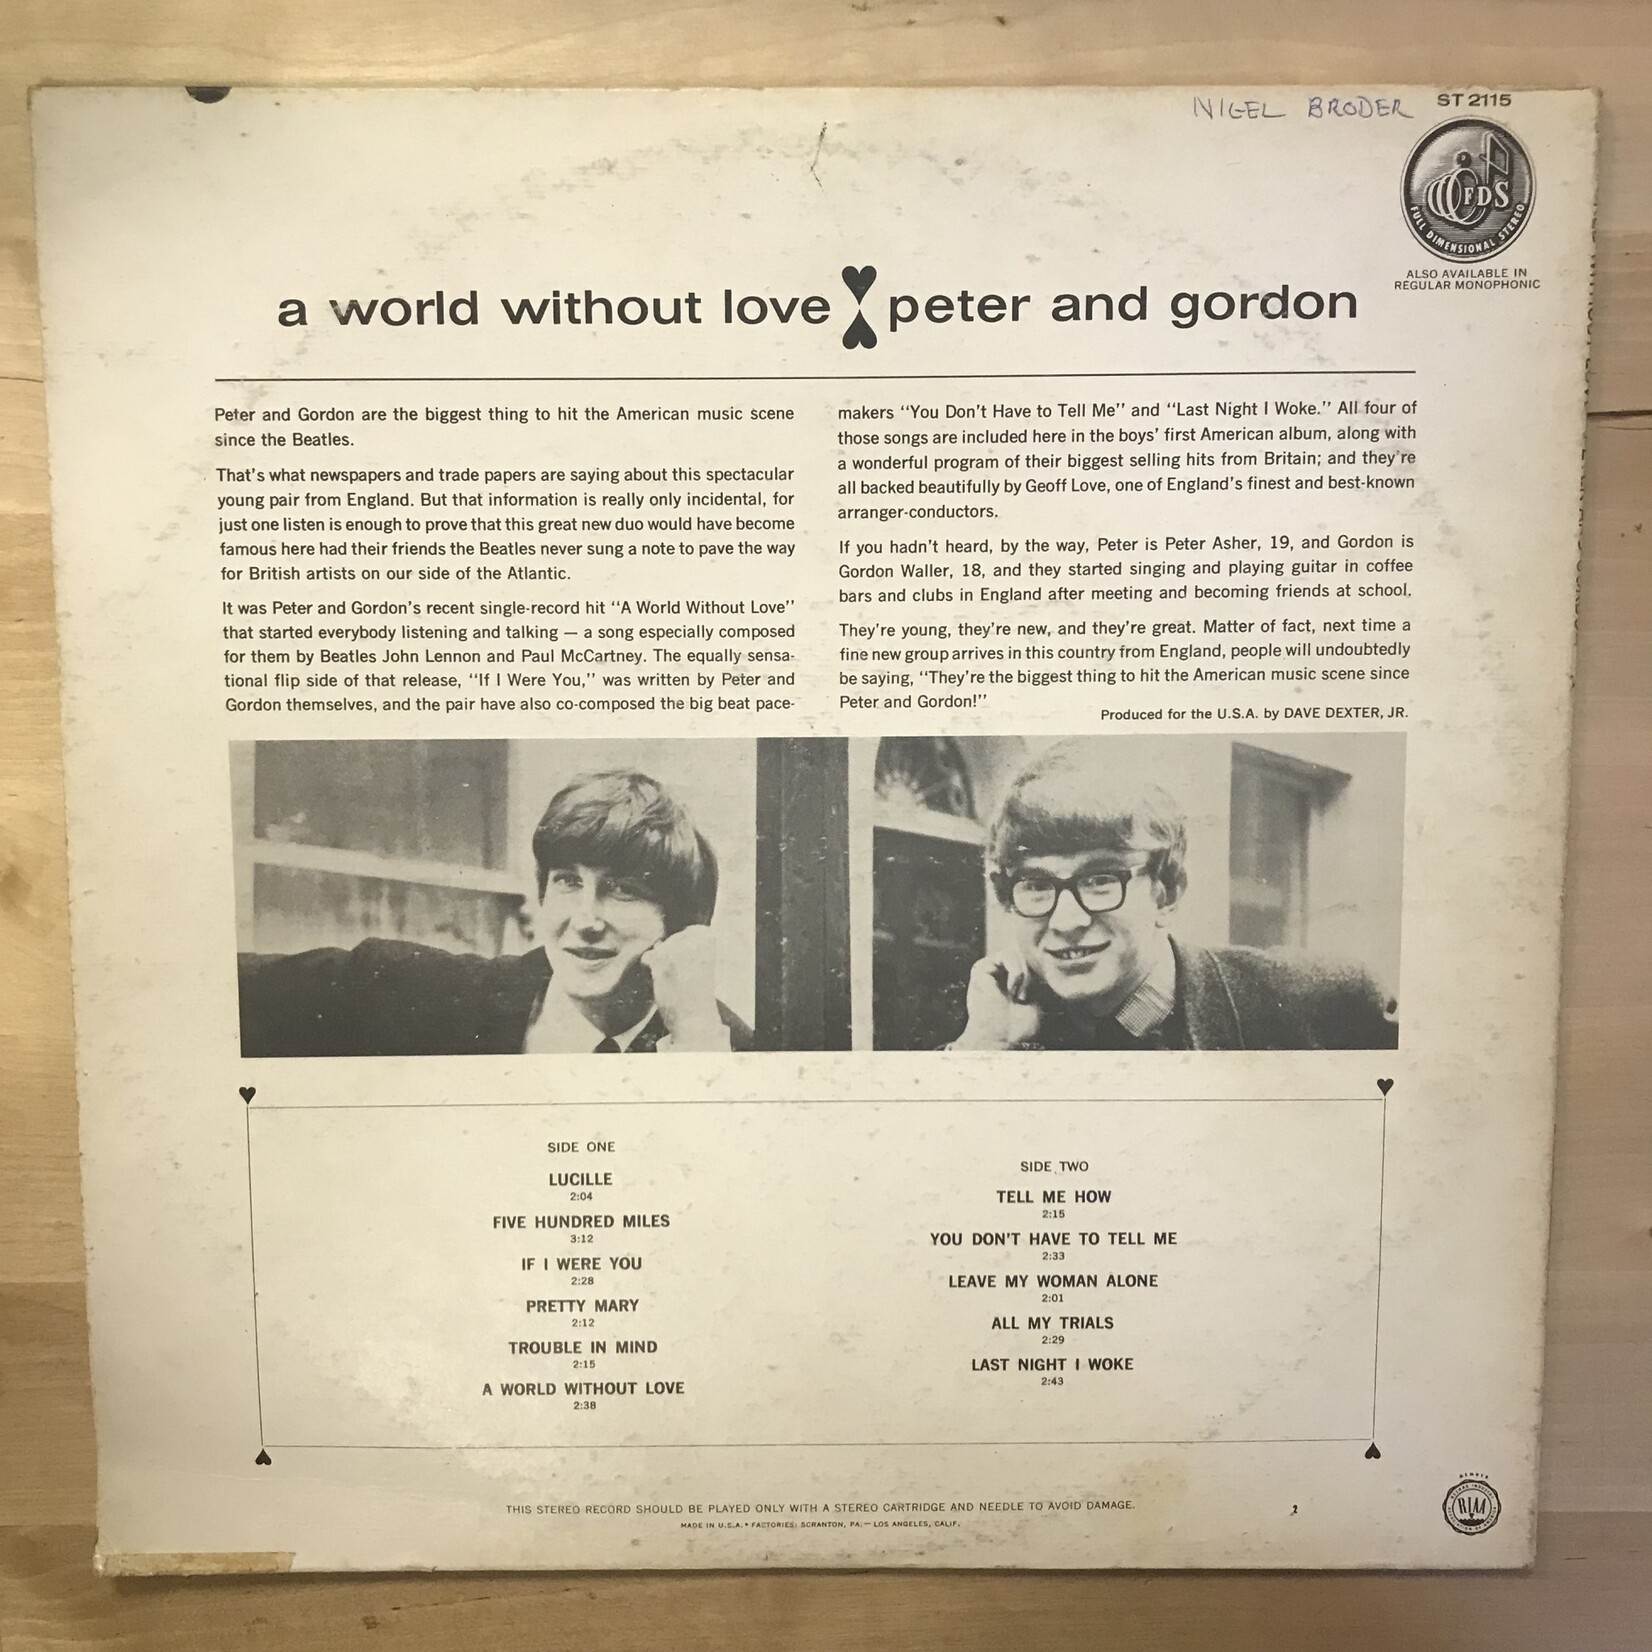 NIGEL BRODER
ST 2115
FDS
FULL DIMENSIONAL STEREO
ALSO AVAILABLE IN
REGULAR MONOPHONIC
a world without love peter and gordon
Peter and Gordon are the biggest thing to hit the American music scene
since the Beatles.
That's what newspapers and trade papers are saying about this spectacular
young pair from England. But that information is really only incidental, for
just one listen is enough to prove that this great new duo would have become
famous here had their friends the Beatles never sung a note to pave the way
for British artists on our side of the Atlantic.
It was Peter and Gordon's recent single-record hit "A World Without Love"
that started everybody listening and talking — a song especially composed
for them by Beatles John Lennon and Paul McCartney. The equally sensa-
tional flip side of that release, "If I Were You," was written by Peter and
Gordon themselves, and the pair have also co-composed the big beat pace-
makers "You Don't Have to Tell Me" and "Last Night I Woke." All four of
those songs are included here in the boys' first American album, along with
a wonderful program of their biggest selling hits from Britain; and they're
all backed beautifully by Geoff Love, one of England's finest and best-known
arranger-conductors.
If you hadn't heard, by the way, Peter is Peter Asher, 19, and Gordon is
Gordon Waller, 18, and they started singing and playing guitar in coffee
bars and clubs in England after meeting and becoming friends at school.
They're young, they're new, and they're great. Matter of fact, next time a
fine new group arrives in this country from England, people will undoubtedly
be saying, "They're the biggest thing to hit the American music scene since
Peter and Gordon!"
Produced for the U.S.A. by DAVE DEXTER, JR.
SIDE ONE
LUCILLE
2:04
FIVE HUNDRED MILES
3:12
IF I WERE YOU
2:28
PRETTY MARY
2:12
TROUBLE IN MIND
2:15
A WORLD WITHOUT LOVE
2:38
SIDE TWO
TELL ME HOW
2:15
YOU DON'T HAVE TO TELL ME
2:33
LEAVE MY WOMAN ALONE
2:01
ALL MY TRIALS
2:29
LAST NIGHT I WOKE
2:43
THIS STEREO RECORD SHOULD BE PLAYED ONLY WITH A STEREO CARTRIDGE AND NEEDLE TO AVOID DAMAGE.
MADE IN U.S.A. • FACTORIES: SCRANTON, PA. — LOS ANGELES, CALIF.
2
MEMBER
RIAA